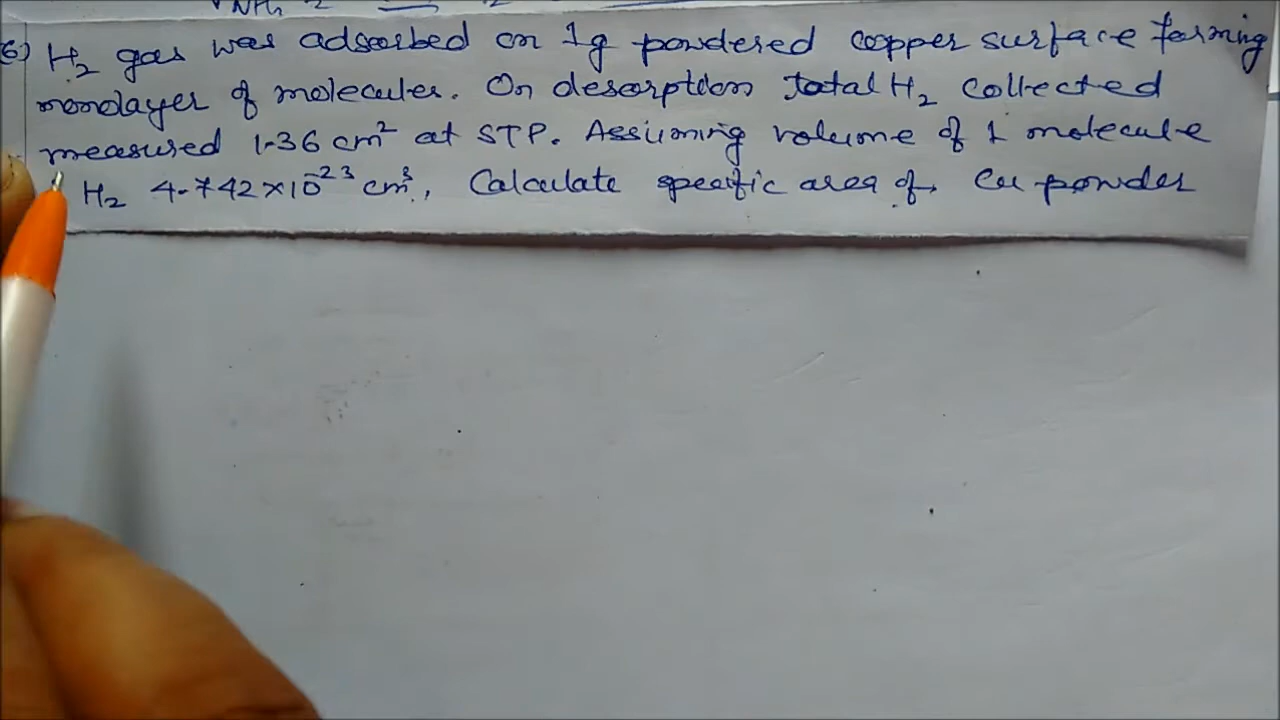 6) H₂ gas was adsorbed on 1g powdered copper surface forming
monolayer of molecules. On desorption total H₂ collected
measured 1.36 cm² at STP. Assuming volume of 1 molecule
H₂ 4.742×10⁻²³ cm³, Calculate specific area of Cu powder